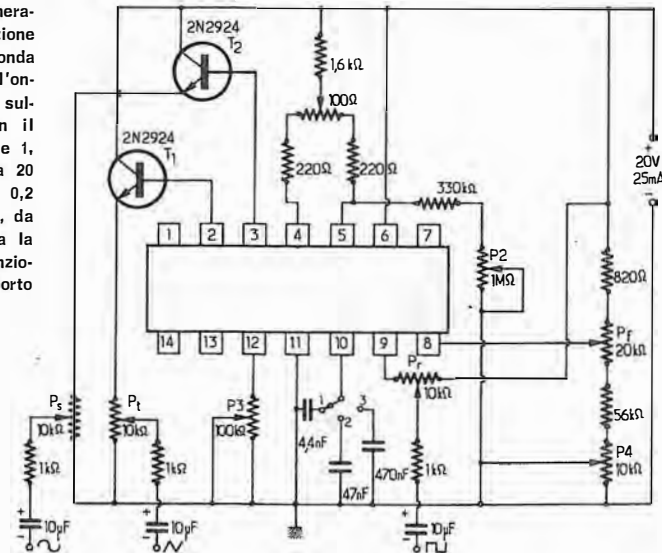 nera-
zione
onda
l'on-
sul-
n il
e 1,
a 20
0,2
, da
a la
nzio-
orto
2N2924
T2
2N2924
T1
1,6 kΩ
100Ω
220Ω
220Ω
330kΩ
P2
1MΩ
+
20V
25mA
-
820Ω
Pf
20kΩ
56kΩ
P4
10kΩ
1 2 3 4 5 6 7
14 13 12 11 10 9 8
Ps
10kΩ
Pt
10kΩ
P3
100kΩ
1
2
3
4,4nF
47nF
470nF
Pr
10kΩ
1kΩ
1kΩ
1kΩ
+
10µF
-
+
10µF
-
+
10µF
-